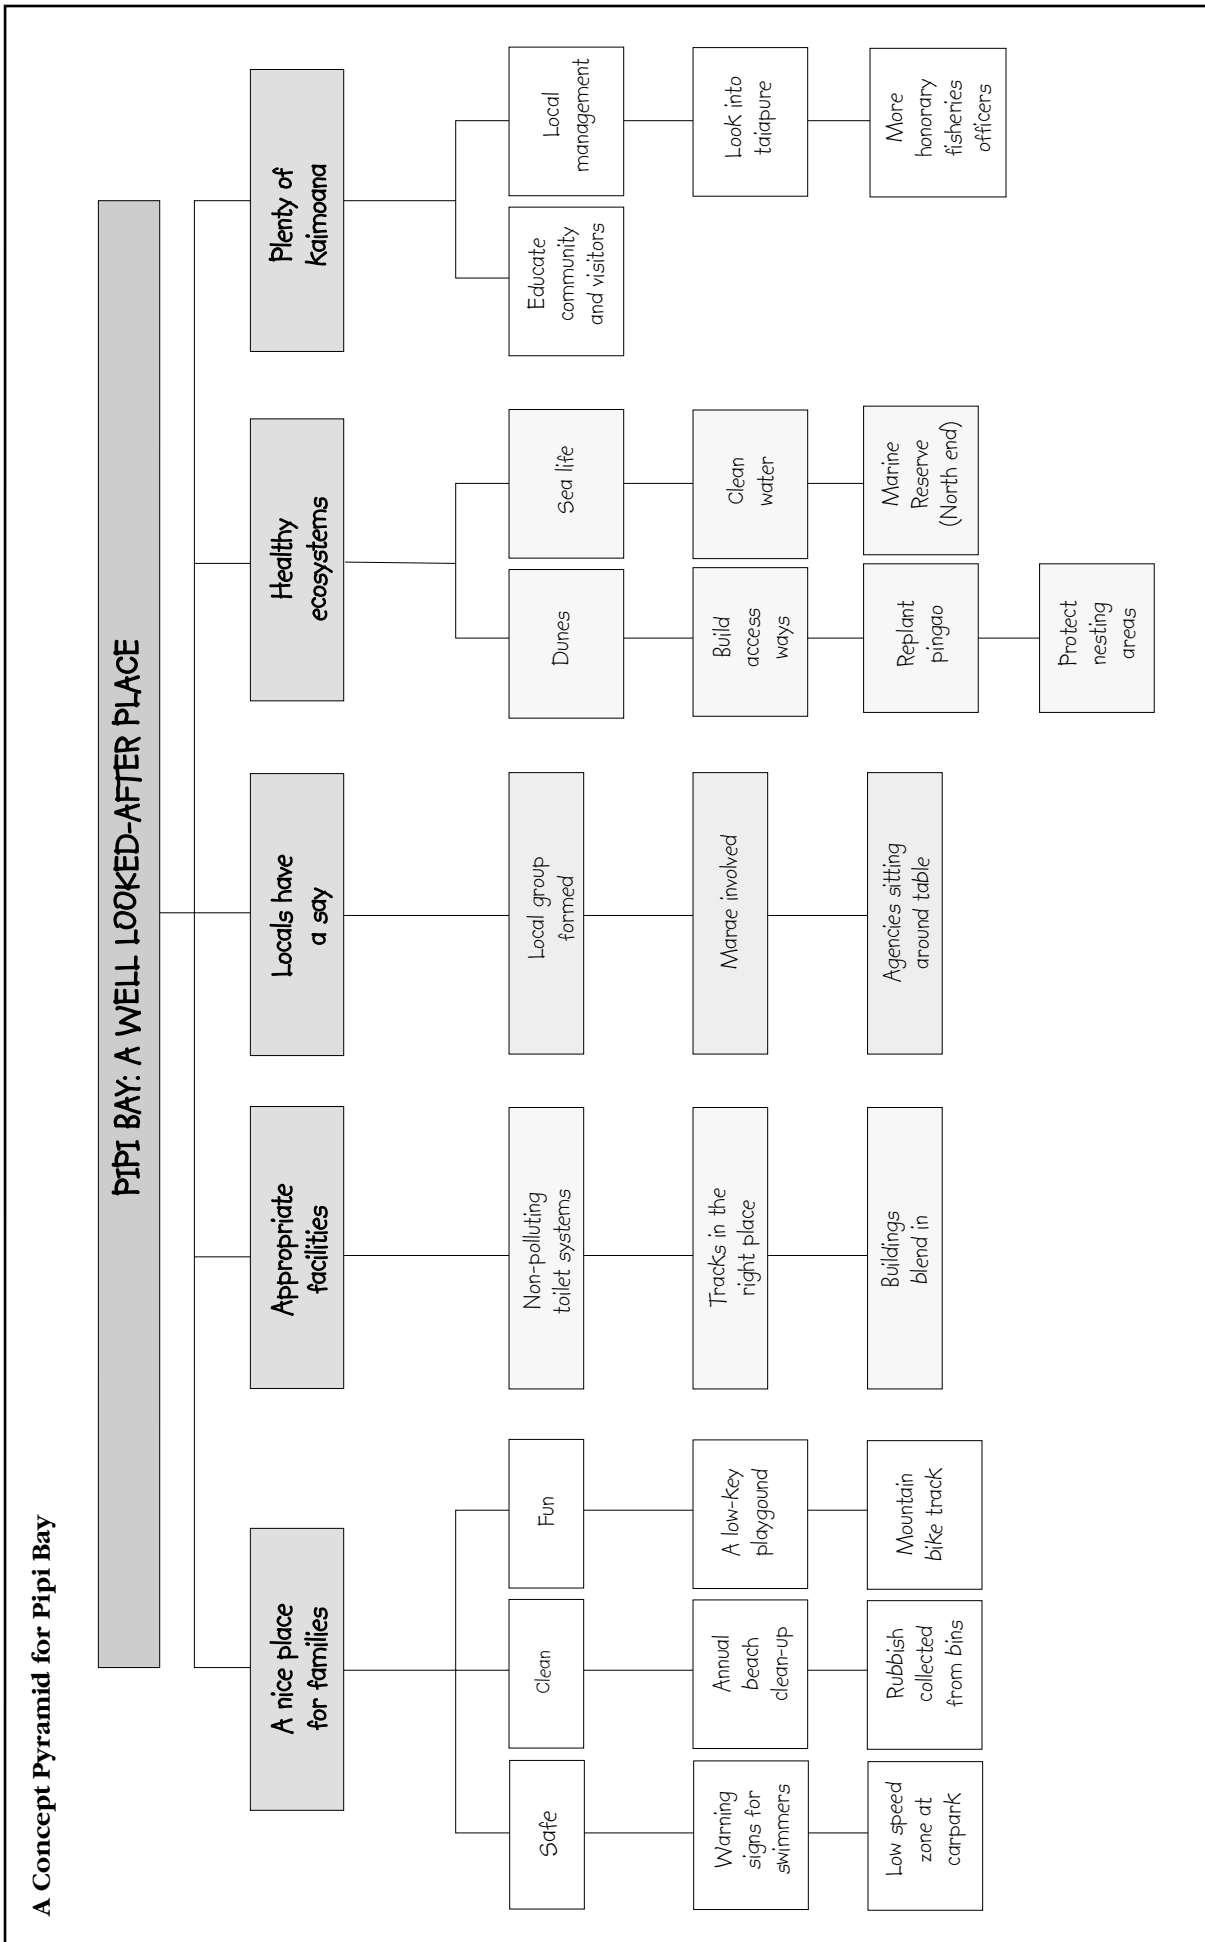 A Concept Pyramid for Pipi Bay
PIPI BAY: A WELL LOOKED-AFTER PLACE
A nice place
for families
Appropriate
facilities
Locals have
a say
Healthy
ecosystems
Plenty of
kaimoana
Safe
Clean
Fun
Non-polluting
toilet systems
Local group
formed
Dunes
Sea life
Educate
community
and visitors
Local
management
Warning
signs for
swimmers
Annual
beach
clean-up
A low-key
playgound
Tracks in the
right place
Marae involved
Build
access
ways
Clean
water
Look into
taiapure
Low speed
zone at
carpark
Rubbish
collected
from bins
Mountain
bike track
Buildings
blend in
Agencies sitting
around table
Replant
pingao
Marine
Reserve
(North end)
More
honorary
fisheries
officers
Protect
nesting
areas